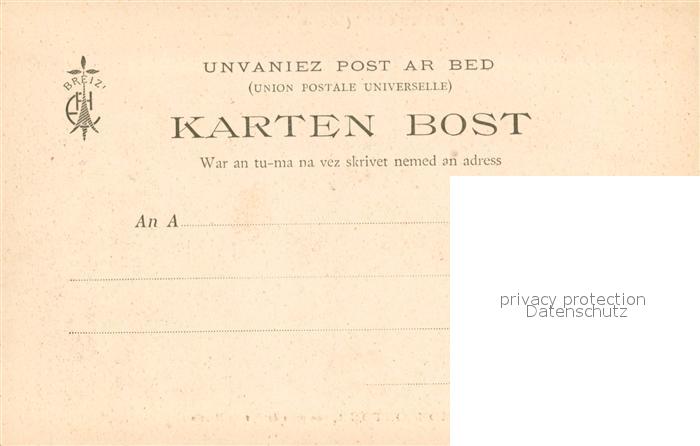 BREIZ!
UNVANIEZ POST AR BED
(UNION POSTALE UNIVERSELLE)
KARTEN BOST
War an tu-ma na vez skrivet nemed an adress
An A
privacy protection
Datenschutz